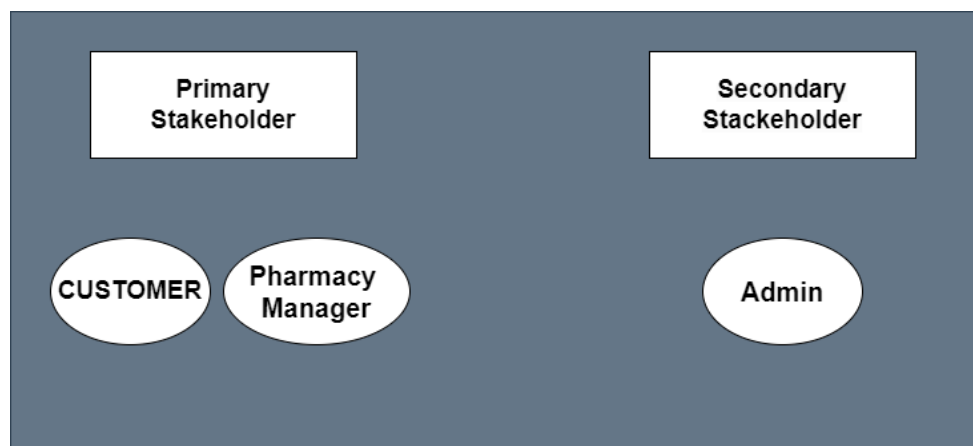 Primary
Stakeholder
Secondary
Stackeholder
CUSTOMER
Pharmacy
Manager
Admin